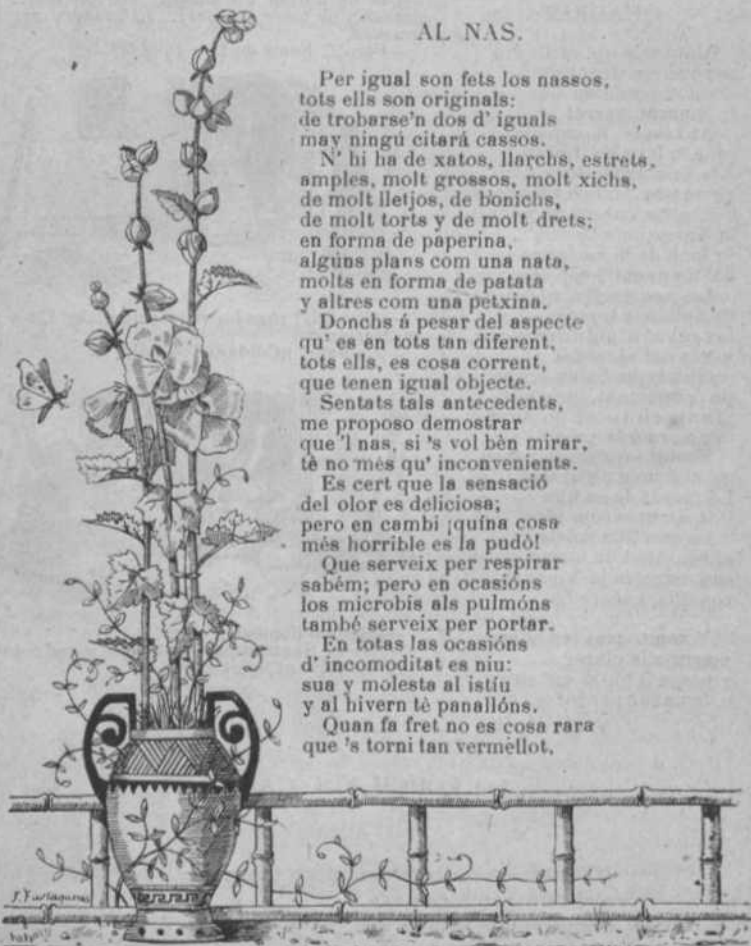 AL NAS.
Per igual son fets los nassos,
tots ells son originals:
de trobarse'n dos d' iguals
may ningú citará cassos.
N' hi ha de xatos, llarchs, estrets,
amples, molt grossos, molt xichs,
de molt lletjos, de bonichs,
de molt torts y de molt drets;
en forma de paperina,
algúns plans com una nata,
molts en forma de patata
y altres com una petxina.
Donchs á pesar del aspecte
qu' es en tots tan diferent,
tots ells, es cosa corrent,
que tenen igual objecte.
Sentats tals antecedents,
me proposo demostrar
que 'l nas, si 's vol bèn mirar,
tè no mès qu' inconvenients.
Es cert que la sensació
del olor es deliciosa;
pero en cambi ¡quína cosa
mès horrible es la pudò!
Que serveix per respirar
sabém; pero en ocasións
los microbis als pulmóns
també serveix per portar.
En totas las ocasións
d' incomoditat es niu:
sua y molesta al istíu
y al hivern tè panallóns.
Quan fa fret no es cosa rara
que 's torni tan vermèllot,